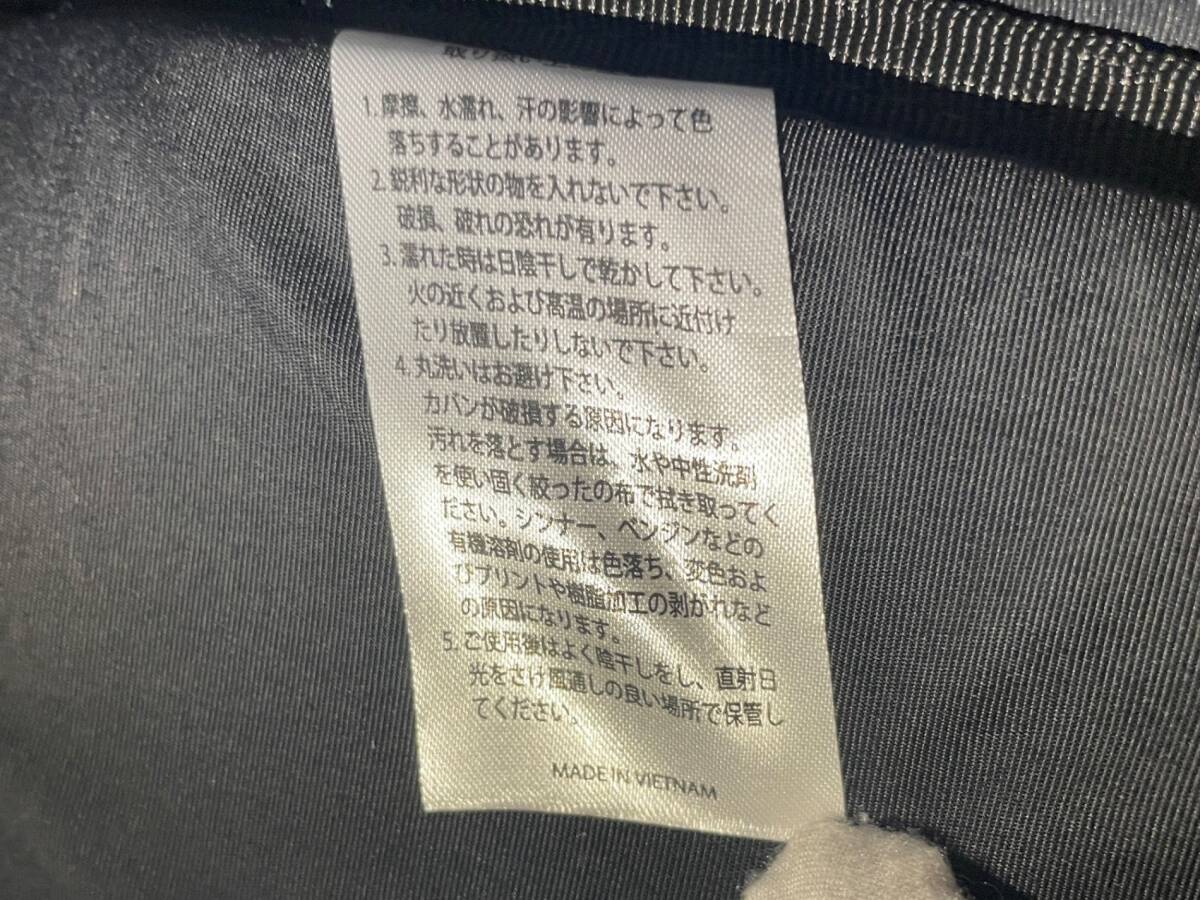 取り扱い
1. 摩擦、水濡れ、汗の影響によって色
落ちすることがあります。
2. 鋭利な形状の物を入れないで下さい。
破損、破れの恐れが有ります。
3. 濡れた時は日陰干しで乾かして下さい。
火の近くおよび高温の場所に近付け
たり放置したりしないで下さい。
4. 丸洗いはお避け下さい。
カバンが破損する原因になります。
汚れを落とす場合は、水や中性洗剤
を使い固く絞ったの布で拭き取ってく
ださい。シンナー、ベンジンなどの
有機溶剤の使用は色落ち、変色およ
びプリントや樹脂加工の剥がれなど
の原因になります。
5. ご使用後はよく陰干しをし、直射日
光をさけ風通しの良い場所で保管し
てください。
MADE IN VIETNAM